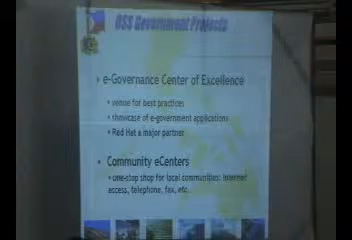 OSS Government Projects
e-Governance Center of Excellence
venue for best practices
showcase of e-government applications
Red Hat a major partner
Community eCenters
one-stop shop for local communities: internet
access, telephone, fax, etc.